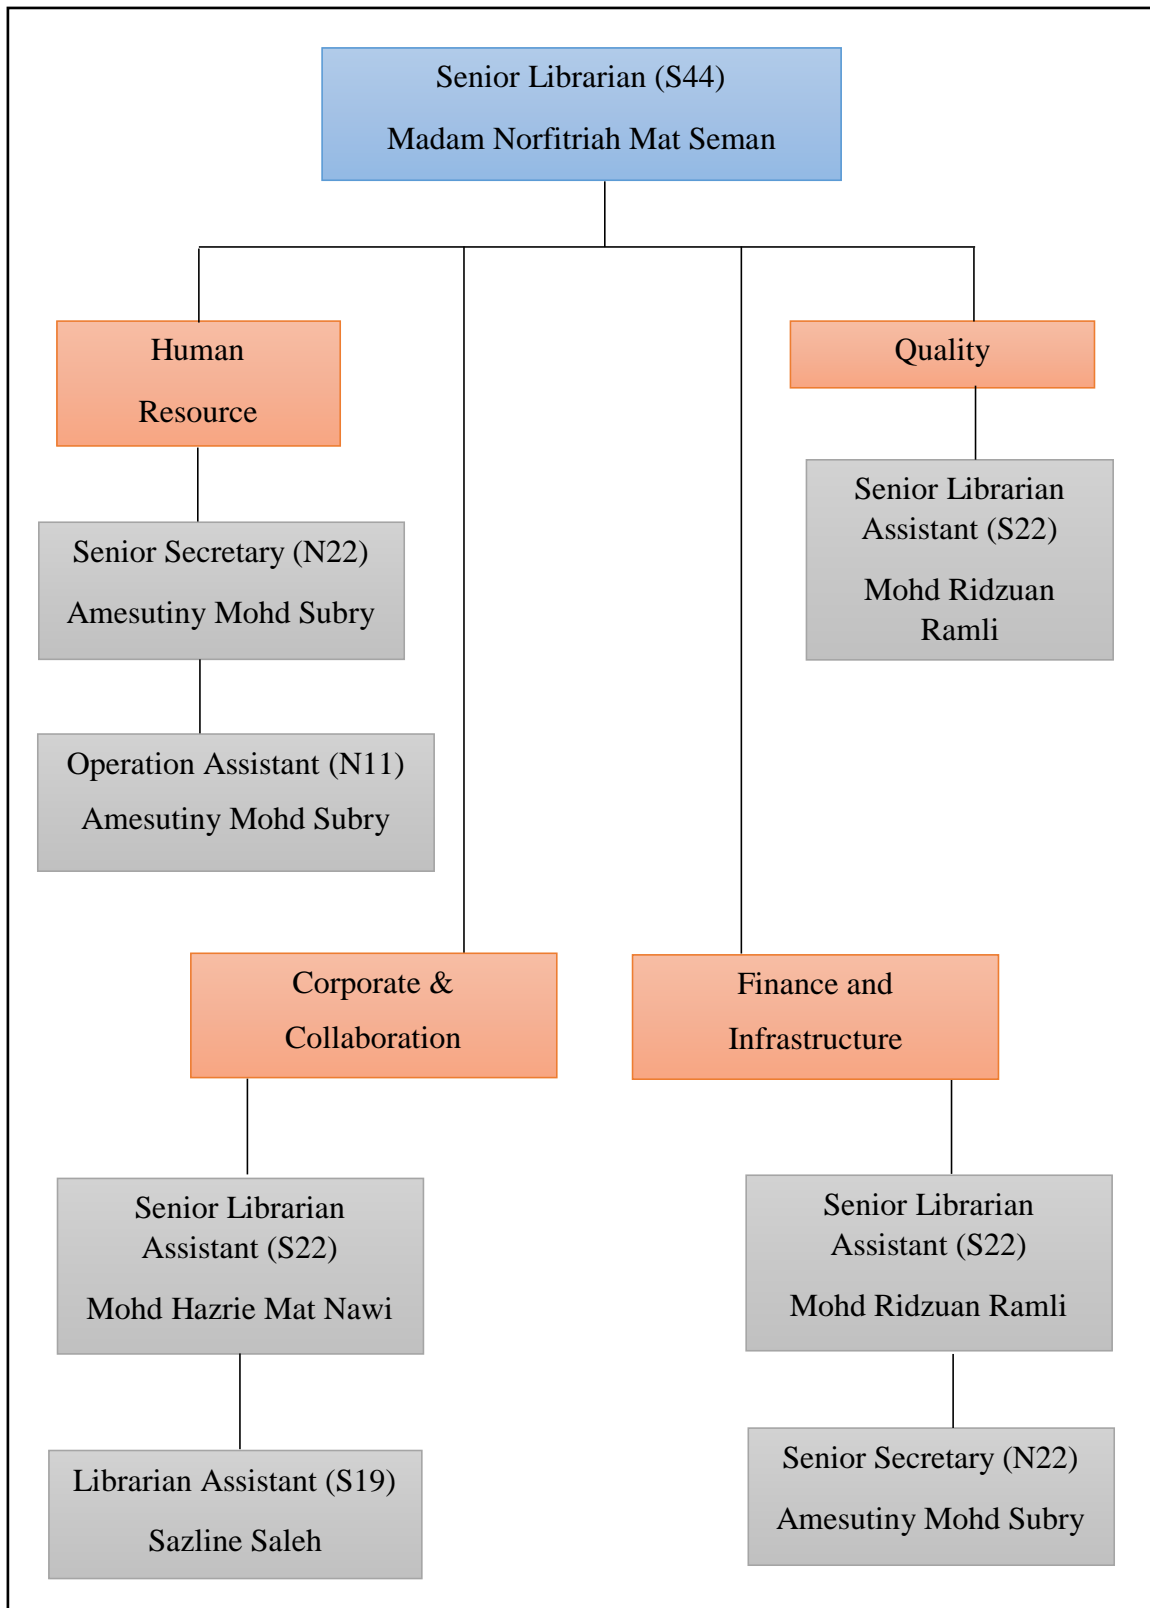 Senior Librarian (S44)
Madam Norfitriah Mat Seman
Human
Resource
Quality
Senior Secretary (N22)
Amesutiny Mohd Subry
Senior Librarian
Assistant (S22)
Mohd Ridzuan
Ramli
Operation Assistant (N11)
Amesutiny Mohd Subry
Corporate &
Collaboration
Finance and
Infrastructure
Senior Librarian
Assistant (S22)
Mohd Hazrie Mat Nawi
Senior Librarian
Assistant (S22)
Mohd Ridzuan Ramli
Librarian Assistant (S19)
Sazline Saleh
Senior Secretary (N22)
Amesutiny Mohd Subry